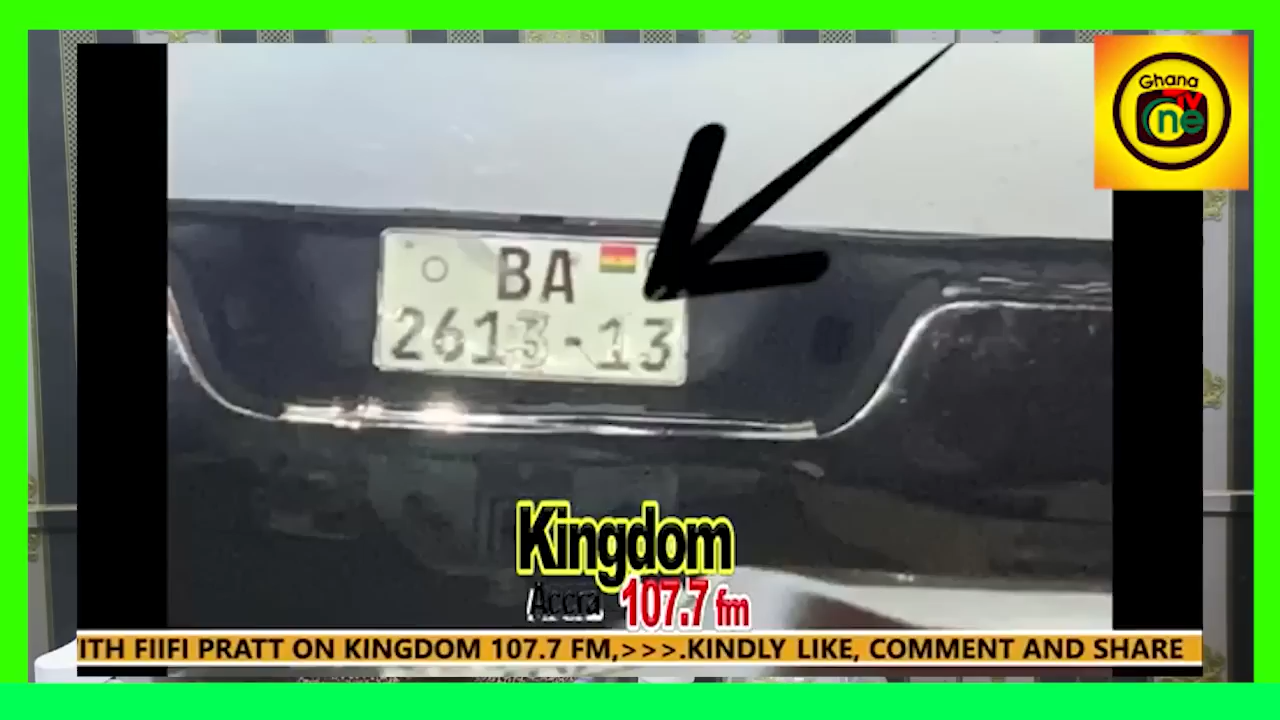 Ghana
TV
One
BA
2613-13
Kingdom
Accra 107.7 fm
ITH FIIFI PRATT ON KINGDOM 107.7 FM,>>>.KINDLY LIKE, COMMENT AND SHARE